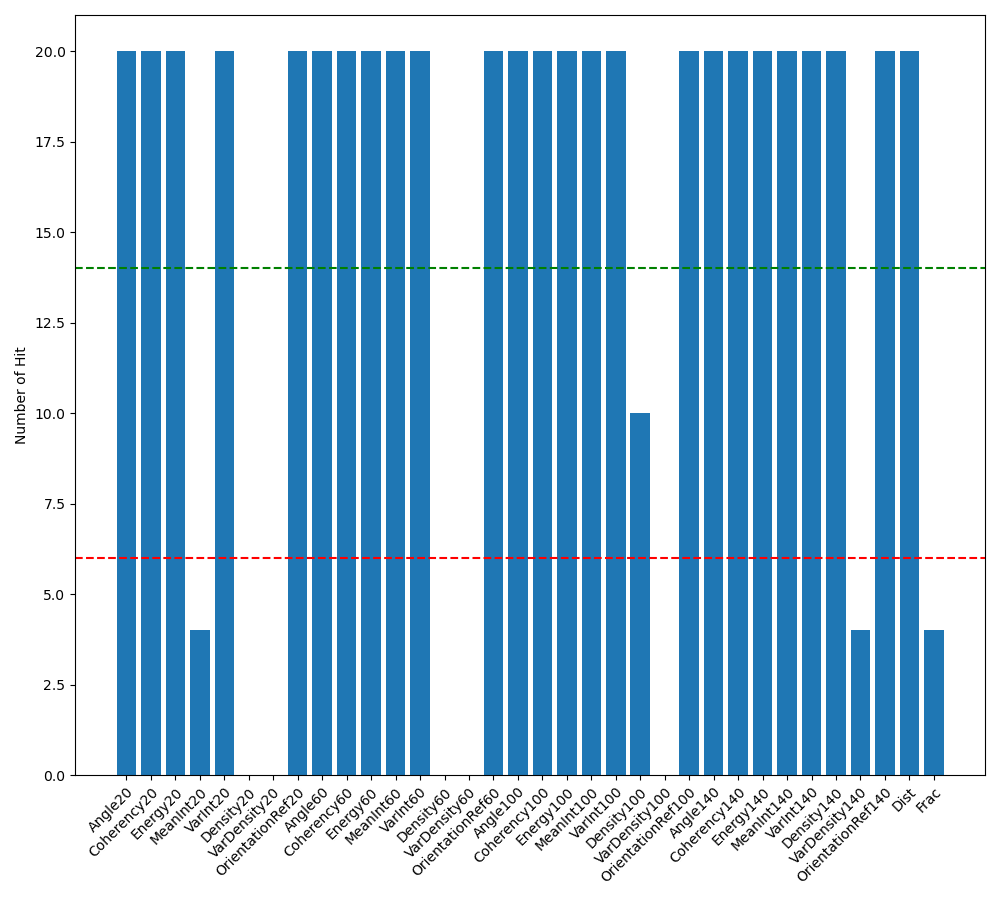 20.0
17.5
15.0
12.5
10.0
7.5
5.0
2.5
0.0
Number of Hit
Angle20
Coherency20
Energy20
MeanInt20
VarInt20
Density20
VarDensity20
OrientationRef20
Angle60
Coherency60
Energy60
MeanInt60
VarInt60
Density60
VarDensity60
OrientationRef60
Angle100
Coherency100
Energy100
MeanInt100
VarInt100
Density100
VarDensity100
OrientationRef100
Angle140
Coherency140
Energy140
MeanInt140
VarInt140
Density140
VarDensity140
OrientationRef140
Dist
Frac